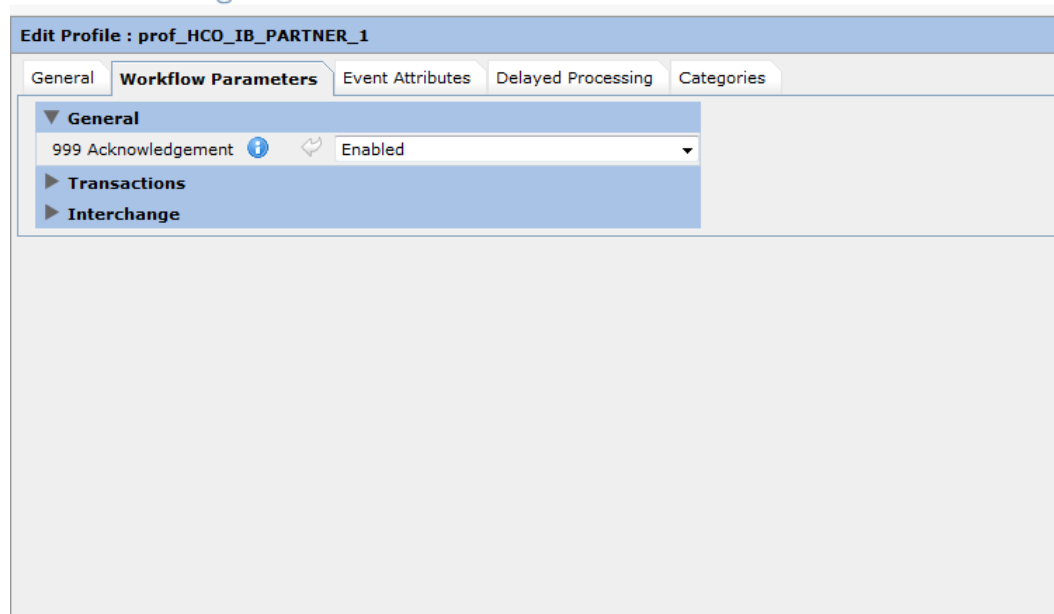 Edit Profile : prof_HCO_IB_PARTNER_1
General Workflow Parameters Event Attributes Delayed Processing Categories
General
999 Acknowledgement Enabled
Transactions
Interchange